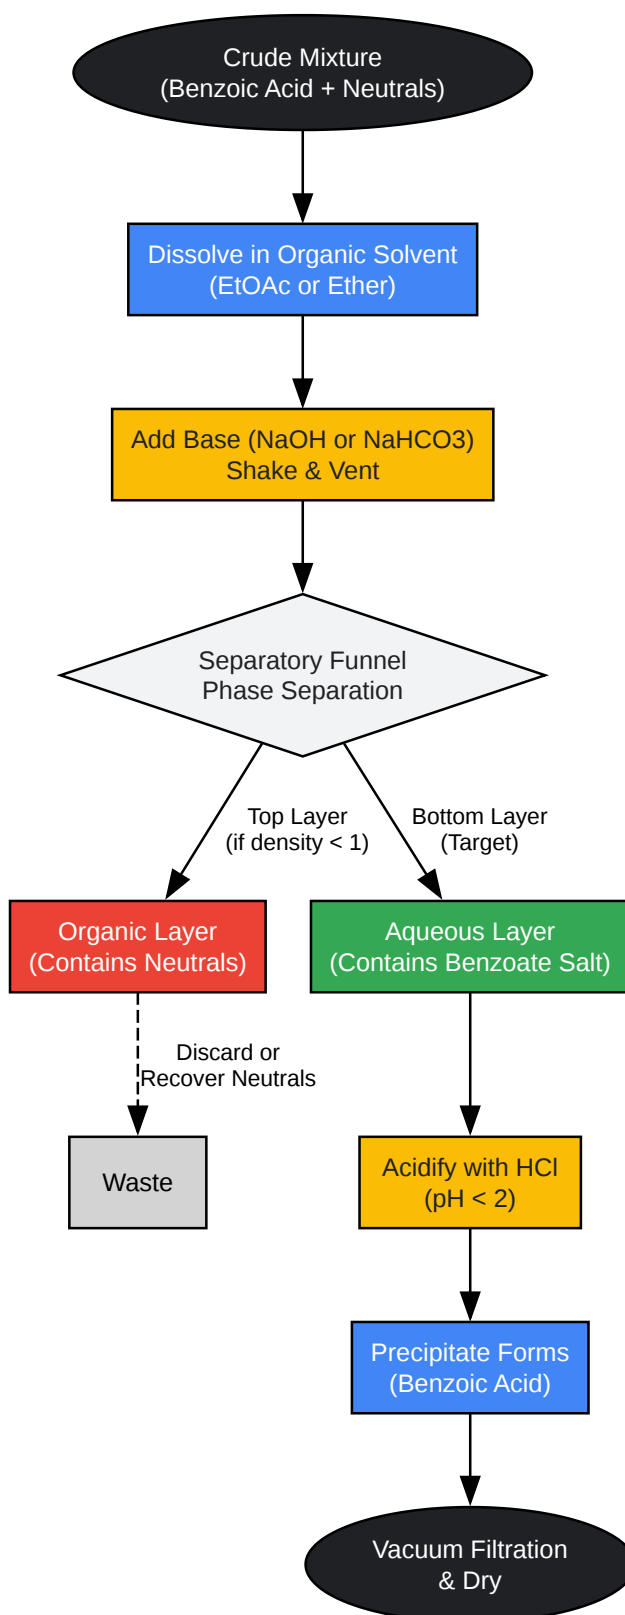 Crude Mixture
(Benzoic Acid + Neutrals)
Dissolve in Organic Solvent
(EtOAc or Ether)
Add Base (NaOH or NaHCO3)
Shake & Vent
Separatory Funnel
Phase Separation
Top Layer
(if density < 1)
Bottom Layer
(Target)
Organic Layer
(Contains Neutrals)
Aqueous Layer
(Contains Benzoate Salt)
Discard or
Recover Neutrals
Waste
Acidify with HCl
(pH < 2)
Precipitate Forms
(Benzoic Acid)
Vacuum Filtration
& Dry